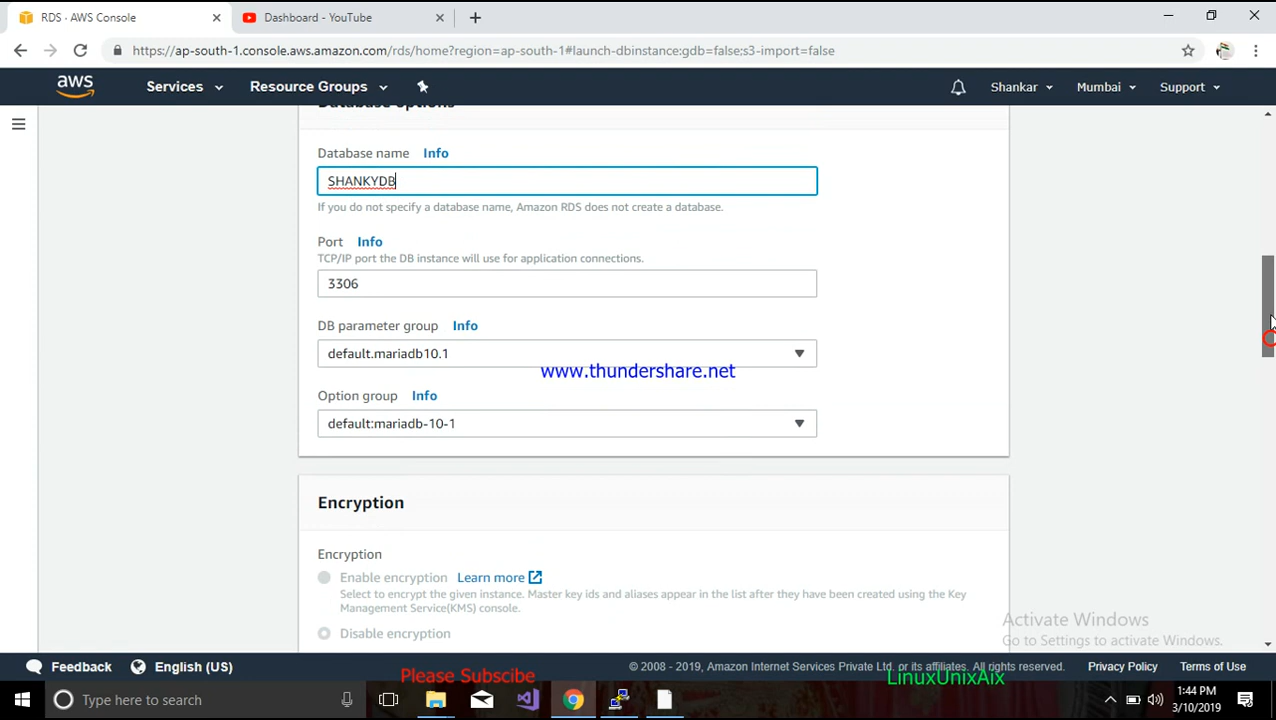 RDS · AWS Console
Dashboard - YouTube
https://ap-south-1.console.aws.amazon.com/rds/home?region=ap-south-1#launch-dbinstance:gdb=false;s3-import=false
aws
Services
Resource Groups
Shankar
Mumbai
Support
Database options
Database name Info
SHANKYDB
If you do not specify a database name, Amazon RDS does not create a database.
Port Info
TCP/IP port the DB instance will use for application connections.
3306
DB parameter group Info
default.mariadb10.1
www.thundershare.net
Option group Info
default:mariadb-10-1
Encryption
Encryption
Enable encryption Learn more
Select to encrypt the given instance. Master key ids and aliases appear in the list after they have been created using the Key
Management Service(KMS) console.
Disable encryption
Activate Windows
Go to Settings to activate Windows.
Feedback
English (US)
© 2008 - 2019, Amazon Internet Services Private Ltd. or its affiliates. All rights reserved.
Privacy Policy
Terms of Use
Please Subscribe
LinuxUnixAix
Type here to search
1:44 PM
3/10/2019